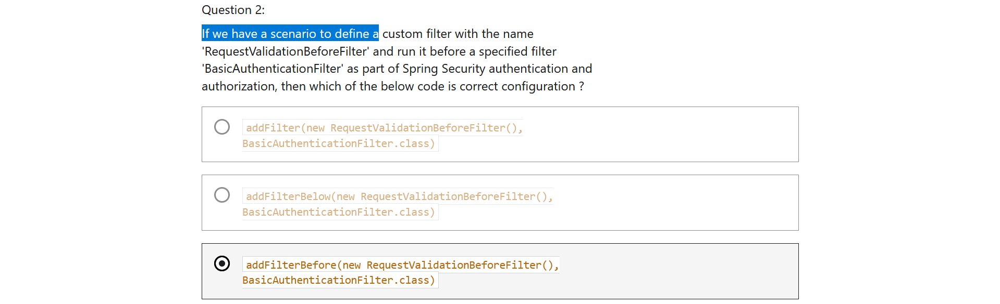 Question 2:
If we have a scenario to define a custom filter with the name
'RequestValidationBeforeFilter' and run it before a specified filter
'BasicAuthenticationFilter' as part of Spring Security authentication and
authorization, then which of the below code is correct configuration ?
addFilter(new RequestValidationBeforeFilter(),
BasicAuthenticationFilter.class)
addFilterBelow(new RequestValidationBeforeFilter(),
BasicAuthenticationFilter.class)
addFilterBefore(new RequestValidationBeforeFilter(),
BasicAuthenticationFilter.class)